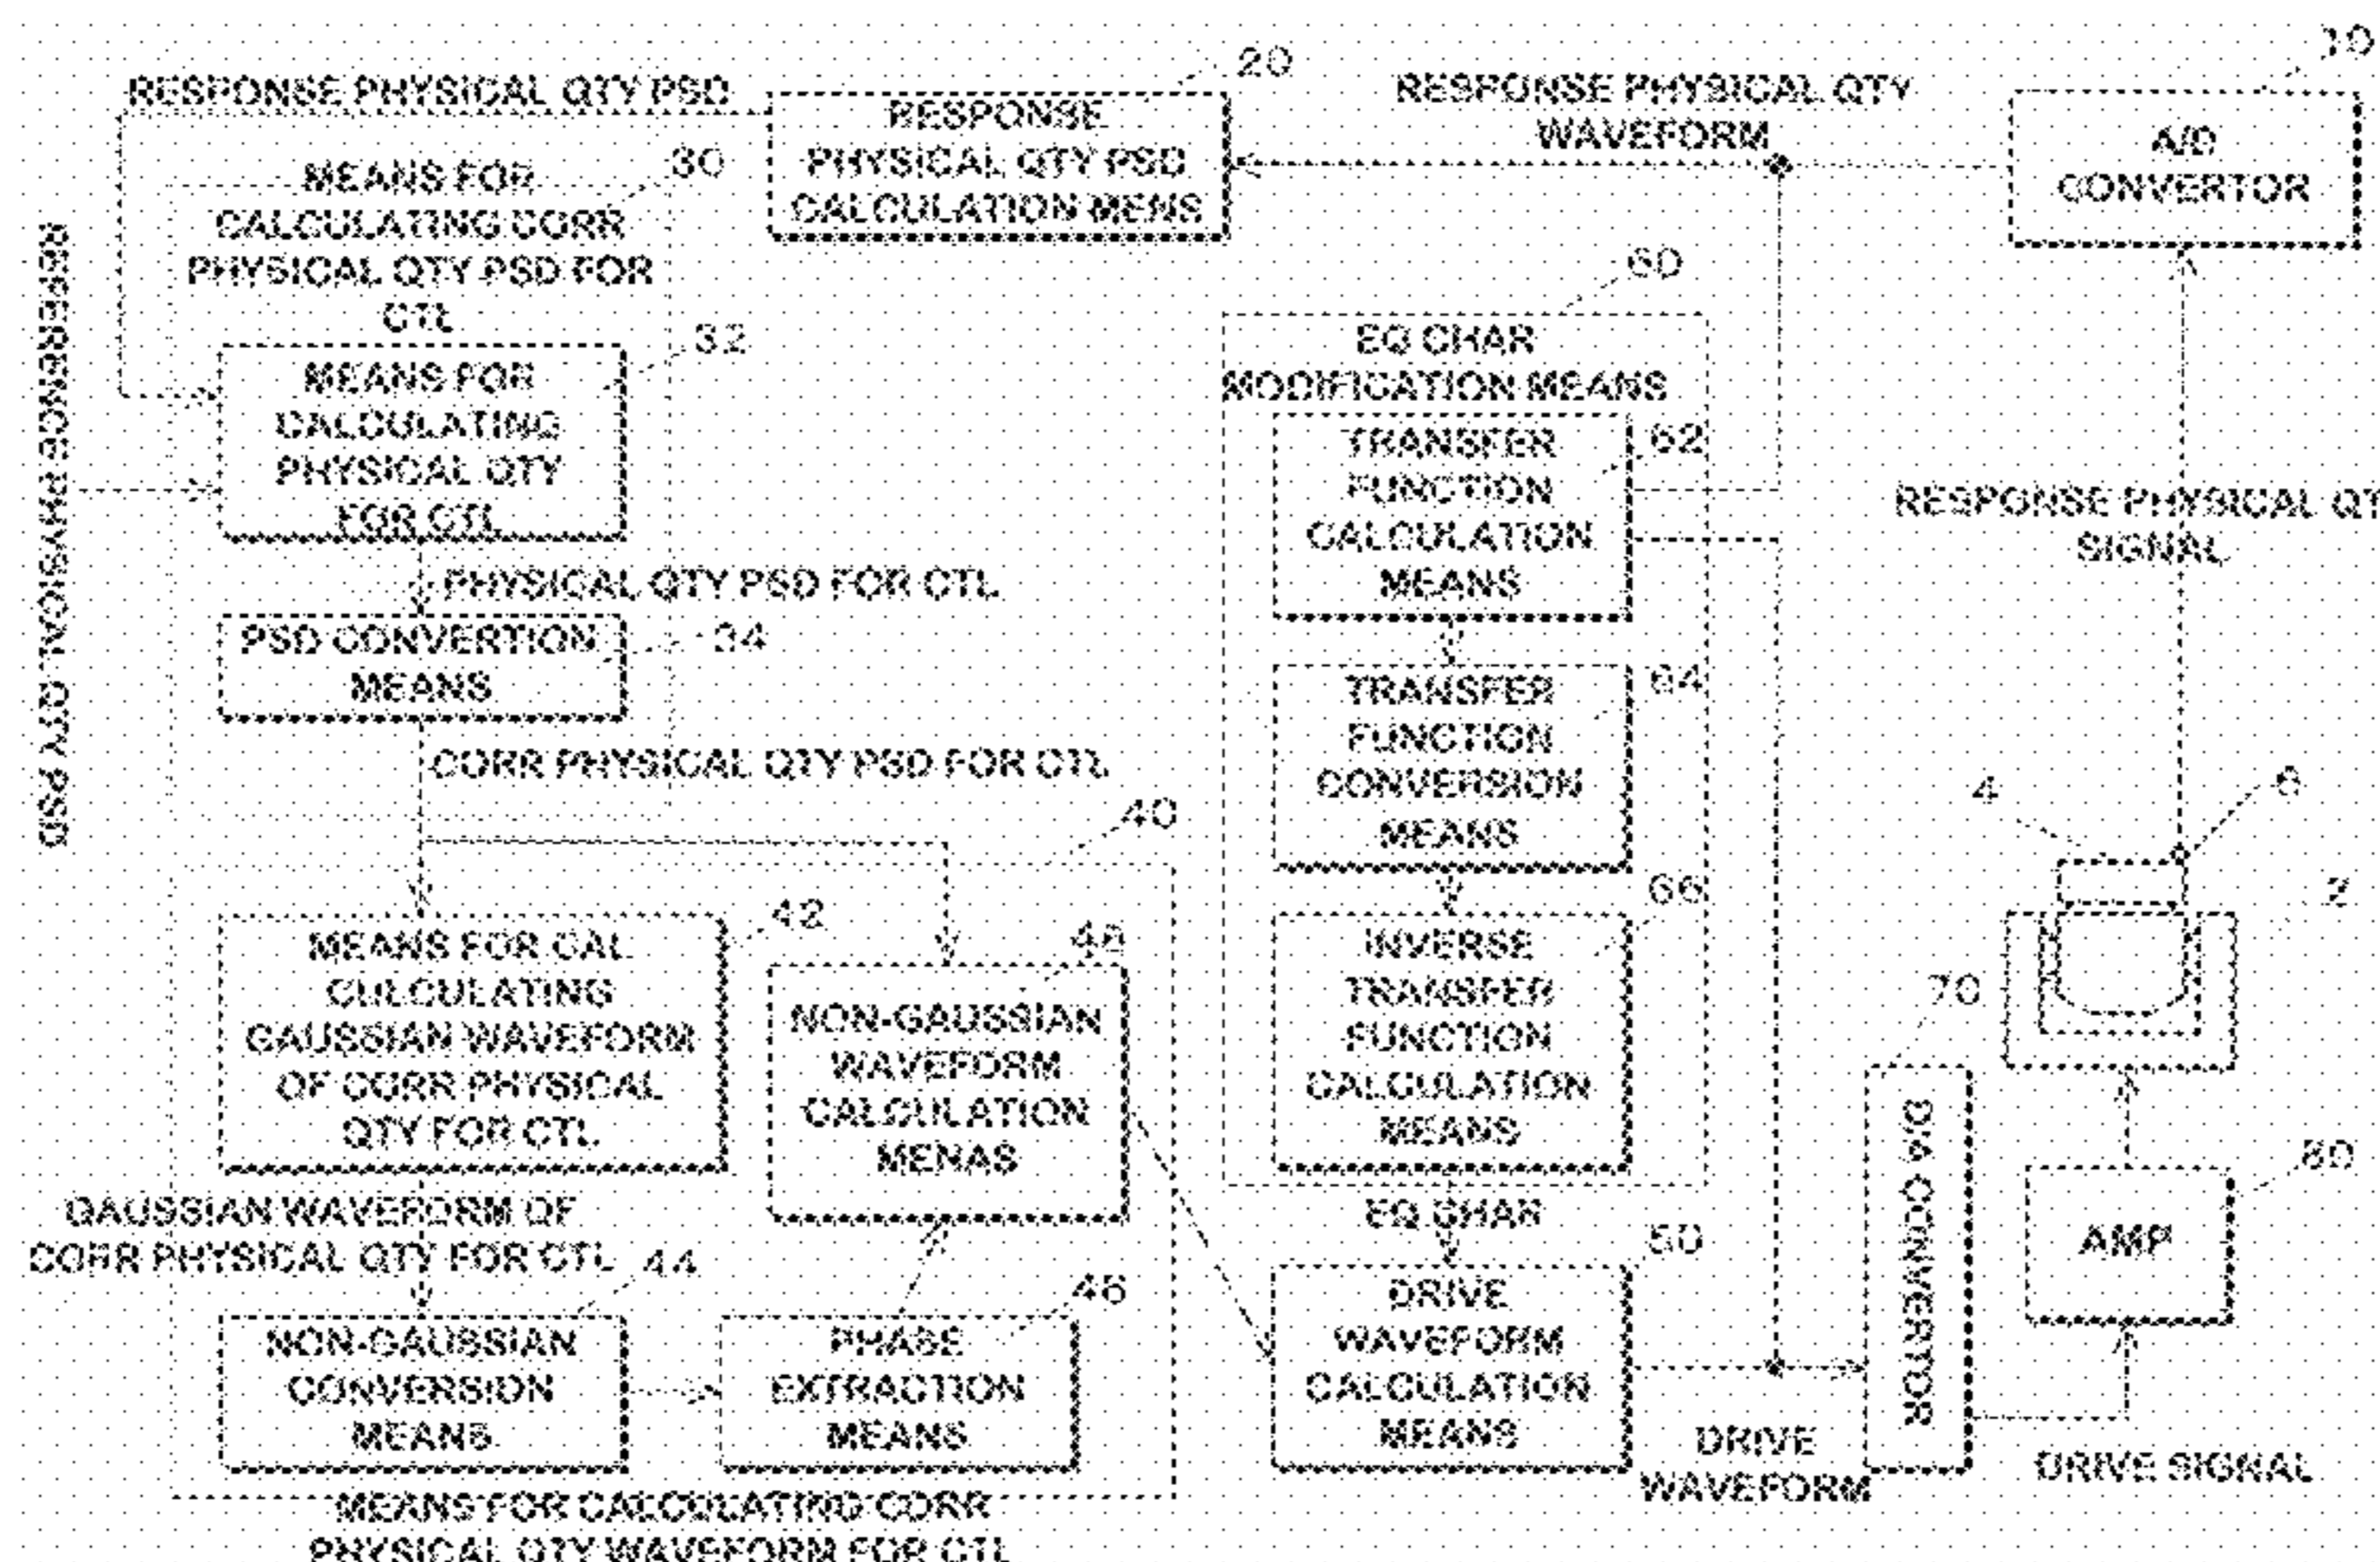 RESPONSE PHYSICAL QTY PSD
20
RESPONSE
PHYSICAL QTY PSD
CALCULATION MENS
RESPONSE PHYSICAL QTY
WAVEFORM
10
A/D
CONVERTOR
30
MEANS FOR
CALCULATING CORR
PHYSICAL QTY PSD FOR
CTL
REFERENCE PHYSICAL QTY PSD
32
MEANS FOR
CALCULATING
PHYSICAL QTY
FOR CTL
PHYSICAL QTY PSD FOR CTL
34
PSD CONVERTION
MEANS
CORR PHYSICAL QTY PSD FOR CTL
60
EQ CHAR
MODIFICATION MEANS
62
TRANSFER
FUNCTION
CALCULATION
MEANS
64
TRANSFER
FUNCTION
CONVERSION
MEANS
66
INVERSE
TRANSFER
FUNCTION
CALCULATION
MEANS
EQ CHAR
RESPONSE PHYSICAL QT
SIGNAL
4
6
2
40
42
MEANS FOR CAL
CULCULATING
GAUSSIAN WAVEFORM
OF CORR PHYSICAL
QTY FOR CTL
48
NON-GAUSSIAN
WAVEFORM
CALCULATION
MENAS
GAUSSIAN WAVEFORM OF
CORR PHYSICAL QTY FOR CTL
44
NON-GAUSSIAN
CONVERSION
MEANS
46
PHASE
EXTRACTION
MEANS
MEANS FOR CALCULATING CORR
PHYSICAL QTY WAVEFORM FOR CTL
50
DRIVE
WAVEFORM
CALCULATION
MEANS
DRIVE
WAVEFORM
70
D/A CONVERTOR
80
AMP
DRIVE SIGNAL